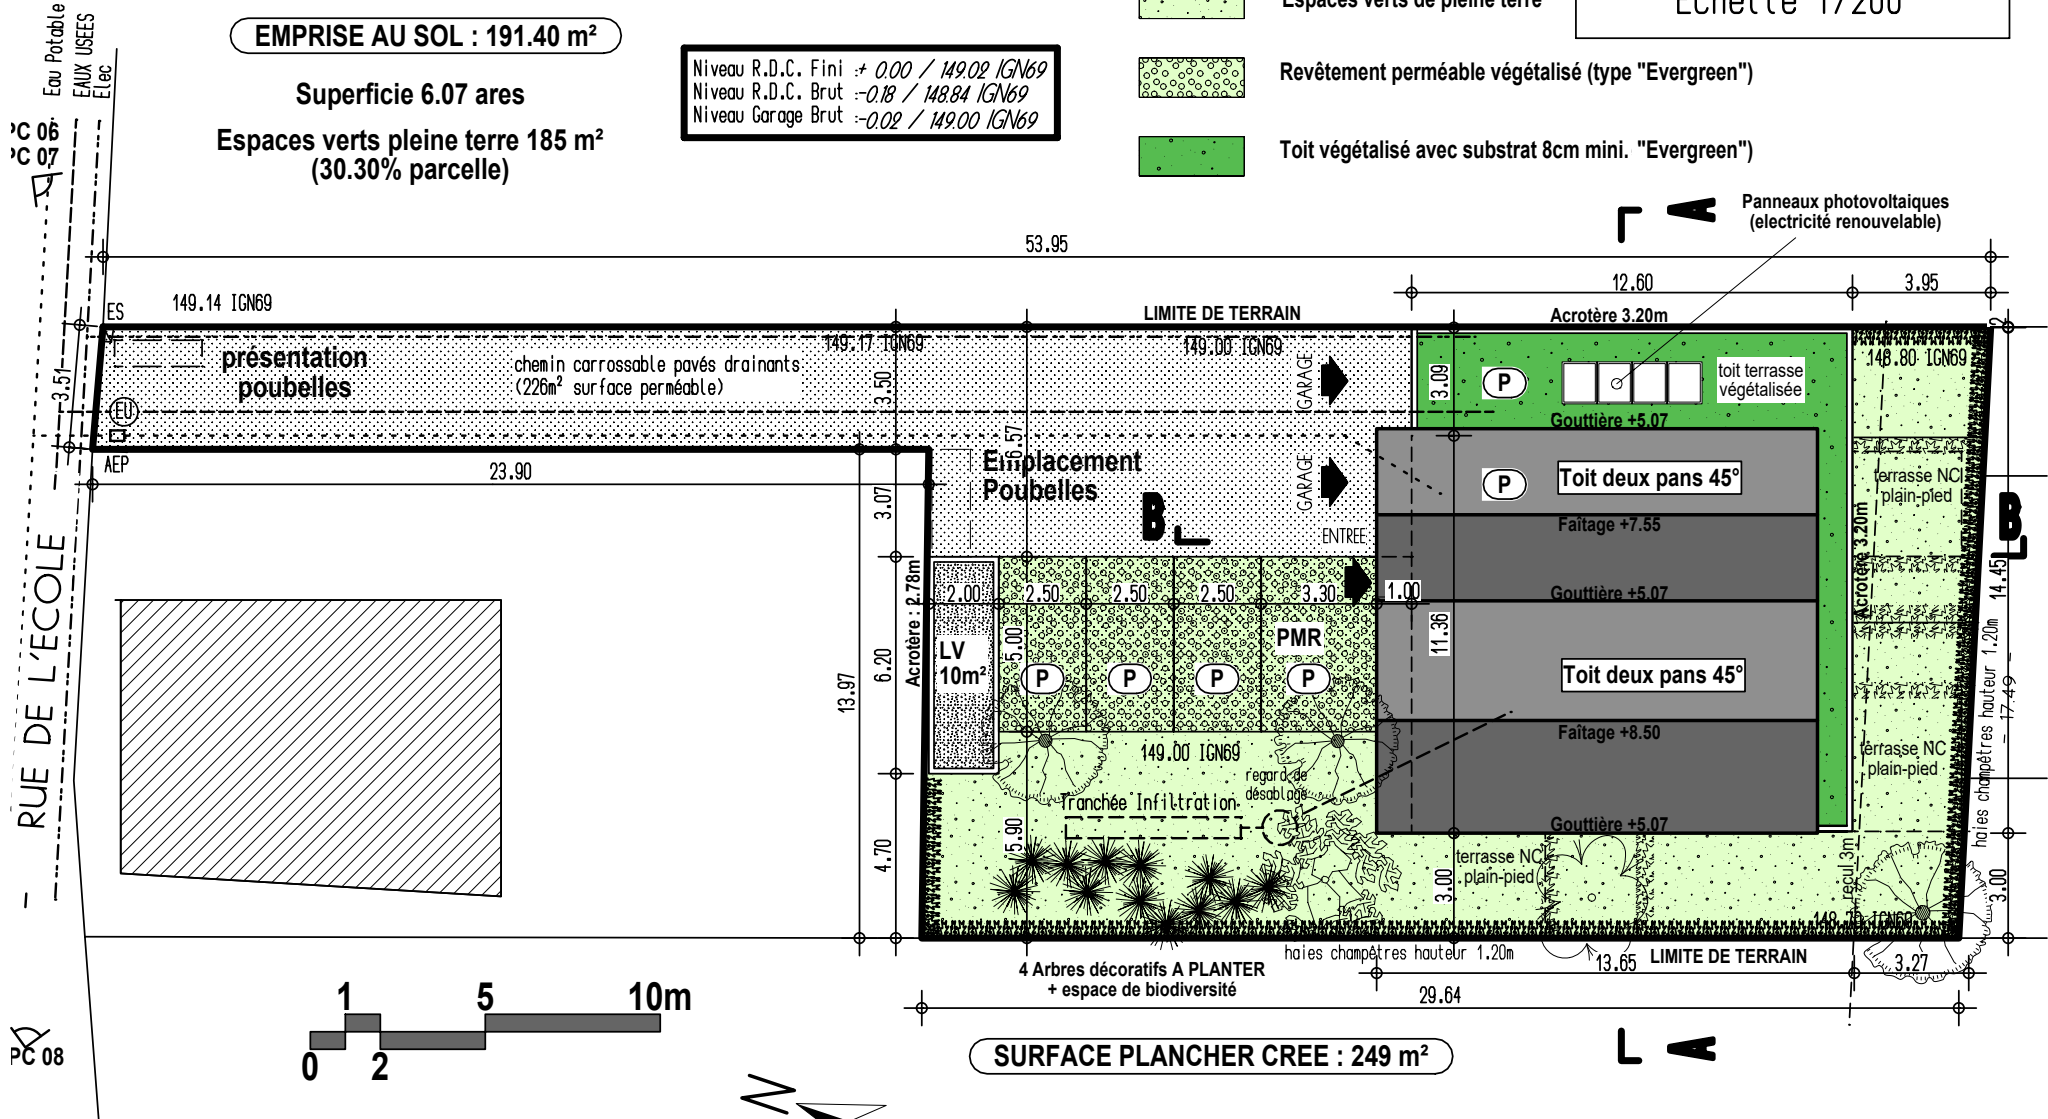 Espaces verts de pleine terre
Echelle 1/200
EMPRISE AU SOL : 191.40 m²
Superficie 6.07 ares
Espaces verts pleine terre 185 m²
(30.30% parcelle)
Niveau R.D.C. Fini :+ 0.00 / 149.02 IGN69
Niveau R.D.C. Brut :-0.18 / 148.84 IGN69
Niveau Garage Brut :-0.02 / 149.00 IGN69
Revêtement perméable végétalisé (type "Evergreen")
Toit végétalisé avec substrat 8cm mini. "Evergreen")
Eau Potable
EAUX USEES
Elec
PC 06
PC 07
Panneaux photovoltaiques
(electricité renouvelable)
A
53.95
12.60
3.95
149.14 IGN69
ES
LIMITE DE TERRAIN
Acrotère 3.20m
présentation
poubelles
chemin carrossable pavés drainants
(226m² surface perméable)
149.17 IGN69
149.00 IGN69
148.80 IGN69
3.51
3.50
GARAGE
3.09
P
toit terrasse
végétalisée
Gouttière +5.07
EU
AEP
23.90
6.57
Emplacement
Poubelles
3.07
GARAGE
P
Toit deux pans 45°
terrasse NC
plain-pied
B
B
Faîtage +7.55
ENTREE
Acrotère 3.20m
14.45
RUE DE L'ECOLE
Acrotère 2.78m
2.00
2.50
2.50
2.50
3.30
1.00
Gouttière +5.07
5.00
11.36
6.20
13.97
LV
10m²
PMR
P
P
P
P
Toit deux pans 45°
17.49
haies champêtres hauteur 1.20m
Faîtage +8.50
149.00 IGN69
terrasse NC
plain-pied
regard de
désablage
Tranchée Infiltration
Gouttière +5.07
5.90
4.70
terrasse NC
plain-pied
3.00
recul 3m
3.00
148.70 IGN69
haies champêtres hauteur 1.20m
LIMITE DE TERRAIN
13.65
3.27
4 Arbres décoratifs A PLANTER
+ espace de biodiversité
29.64
1
5
10m
0
2
PC 08
SURFACE PLANCHER CREE : 249 m²
A
N